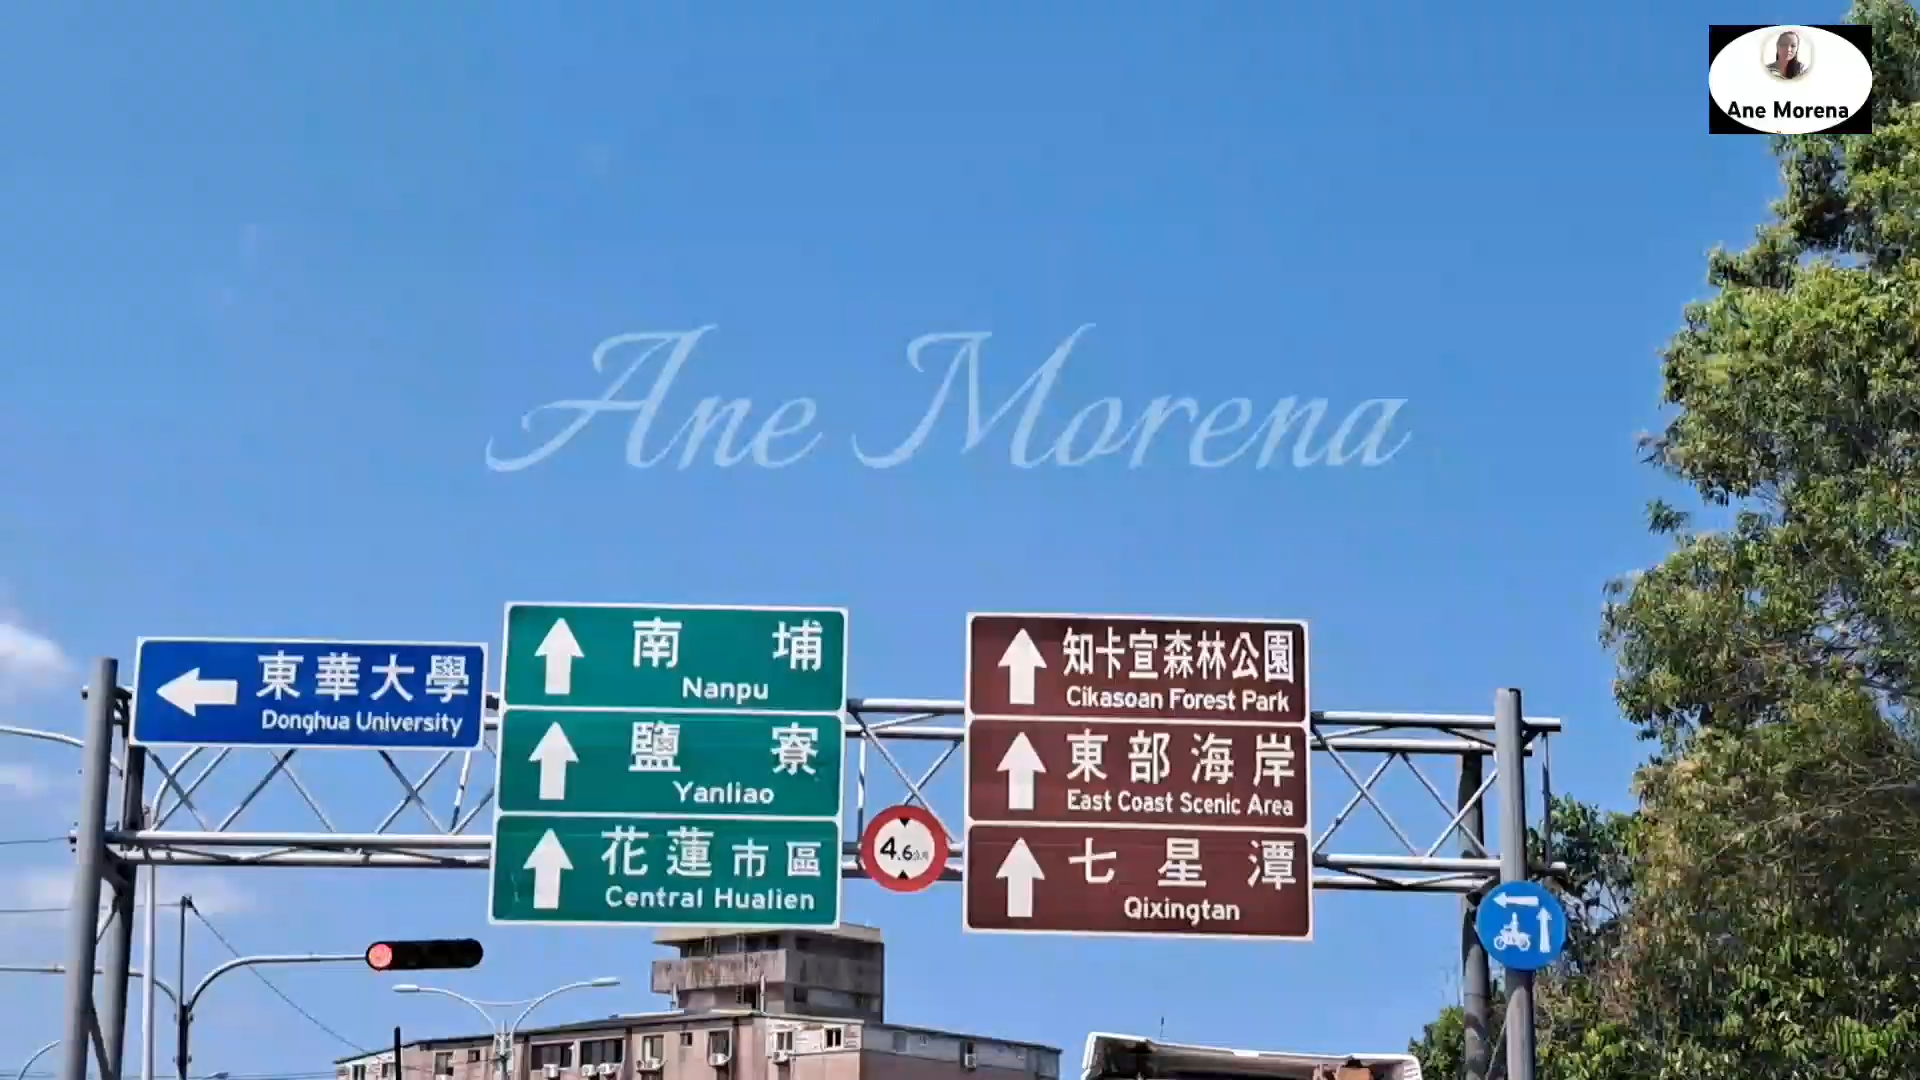 Ane Morena
Ane Morena
東華大學
Donghua University
南埔
Nanpu
鹽寮
Yanliao
花蓮市區
Central Hualien
4.6公尺
知卡宣森林公園
Cikasoan Forest Park
東部海岸
East Coast Scenic Area
七星潭
Qixingtan